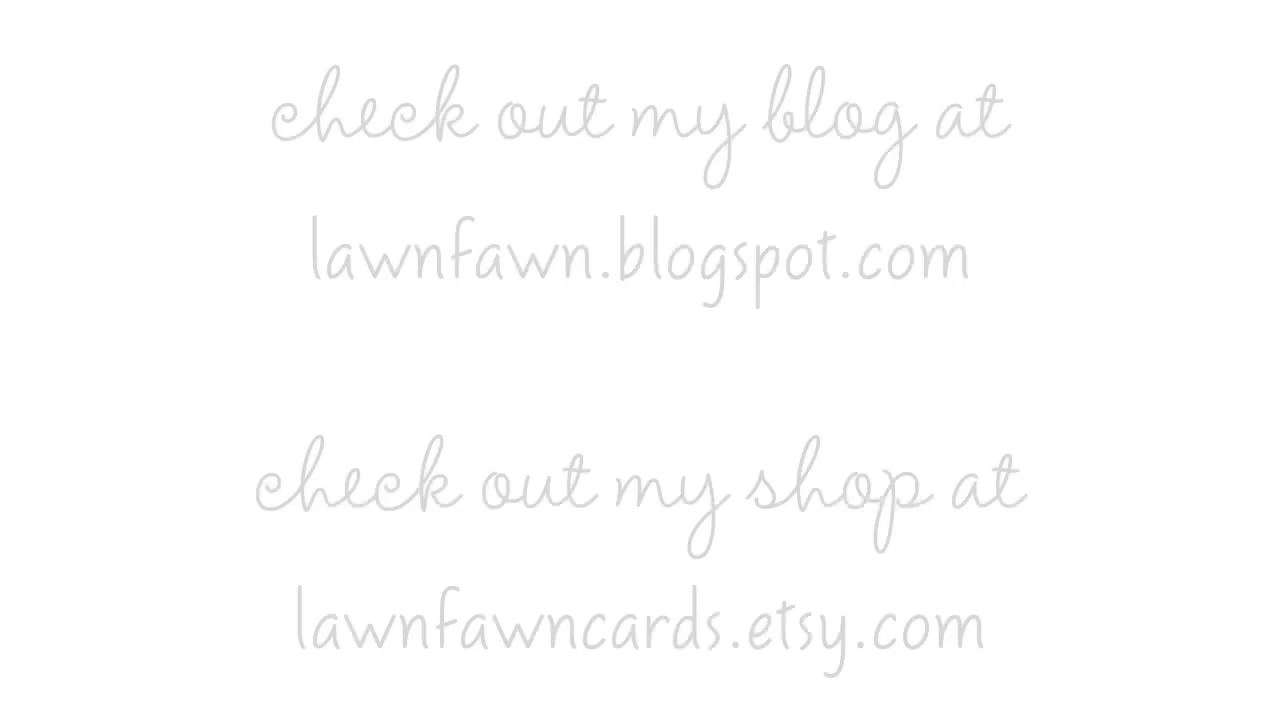 check out my blog at
lawnfawn.blogspot.com
check out my shop at
lawnfawncards.etsy.com